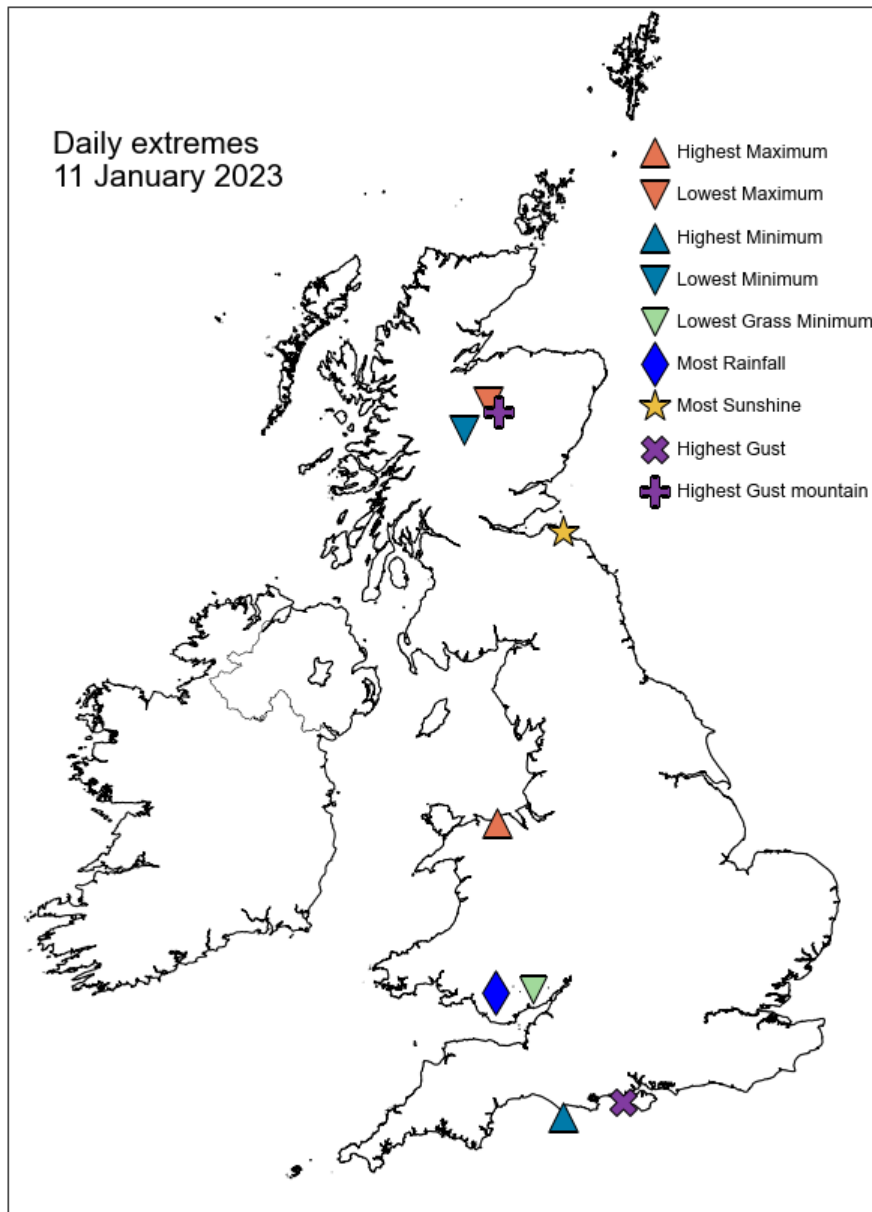 Daily extremes
11 January 2023
Highest Maximum
Lowest Maximum
Highest Minimum
Lowest Minimum
Lowest Grass Minimum
Most Rainfall
Most Sunshine
Highest Gust
Highest Gust mountain